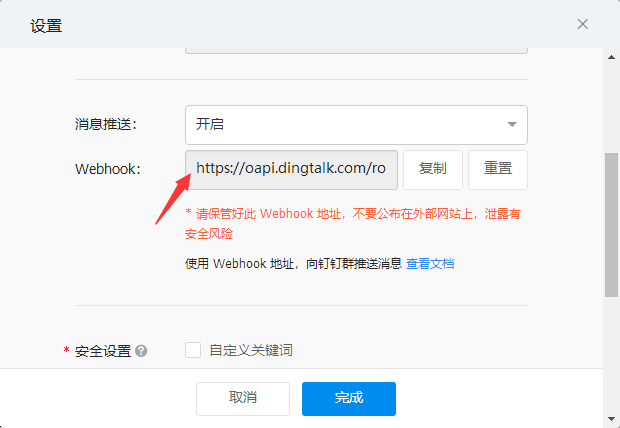 设置
消息推送：
开启
Webhook：
https://oapi.dingtalk.com/ro
复制
重置
* 请保管好此 Webhook 地址，不要公布在外部网站上，泄露有
安全风险
使用 Webhook 地址，向钉钉群推送消息 查看文档
* 安全设置
自定义关键词
取消
完成